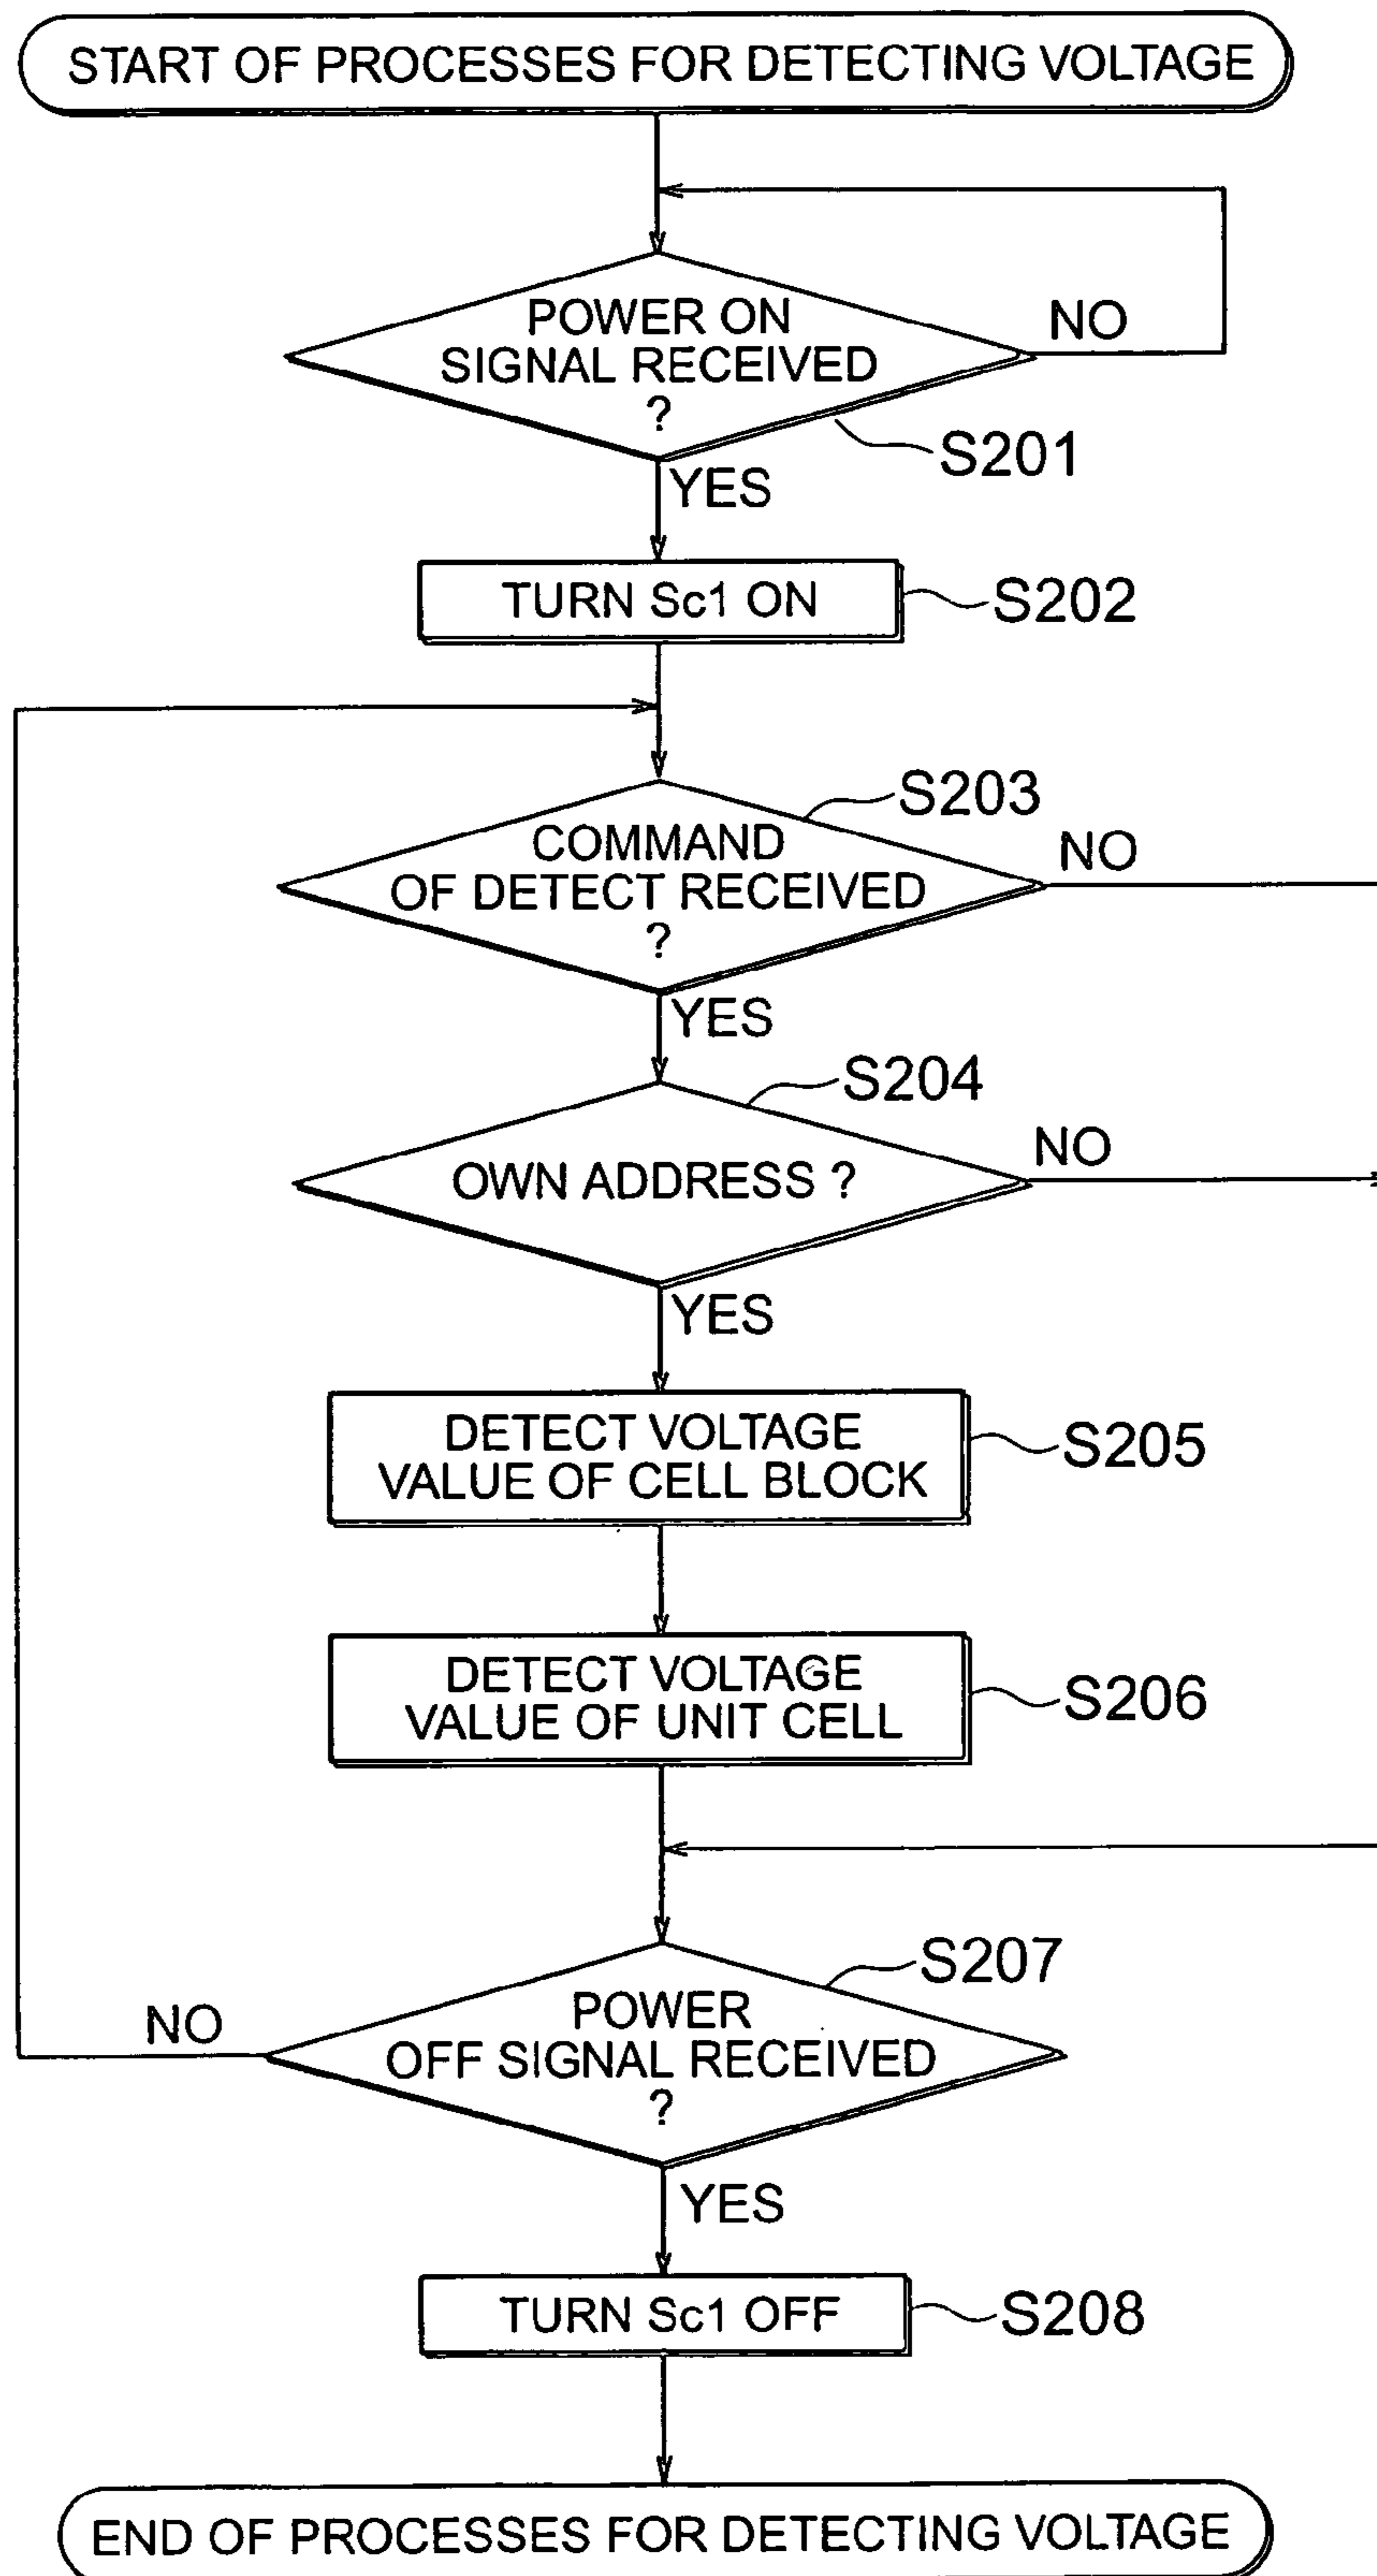 START OF PROCESSES FOR DETECTING VOLTAGE
POWER ON
SIGNAL RECEIVED
?
NO
S201
YES
TURN Sc1 ON
S202
S203
COMMAND
OF DETECT RECEIVED
?
NO
YES
S204
OWN ADDRESS ?
NO
YES
DETECT VOLTAGE
VALUE OF CELL BLOCK
S205
DETECT VOLTAGE
VALUE OF UNIT CELL
S206
S207
POWER
OFF SIGNAL RECEIVED
?
NO
YES
TURN Sc1 OFF
S208
END OF PROCESSES FOR DETECTING VOLTAGE